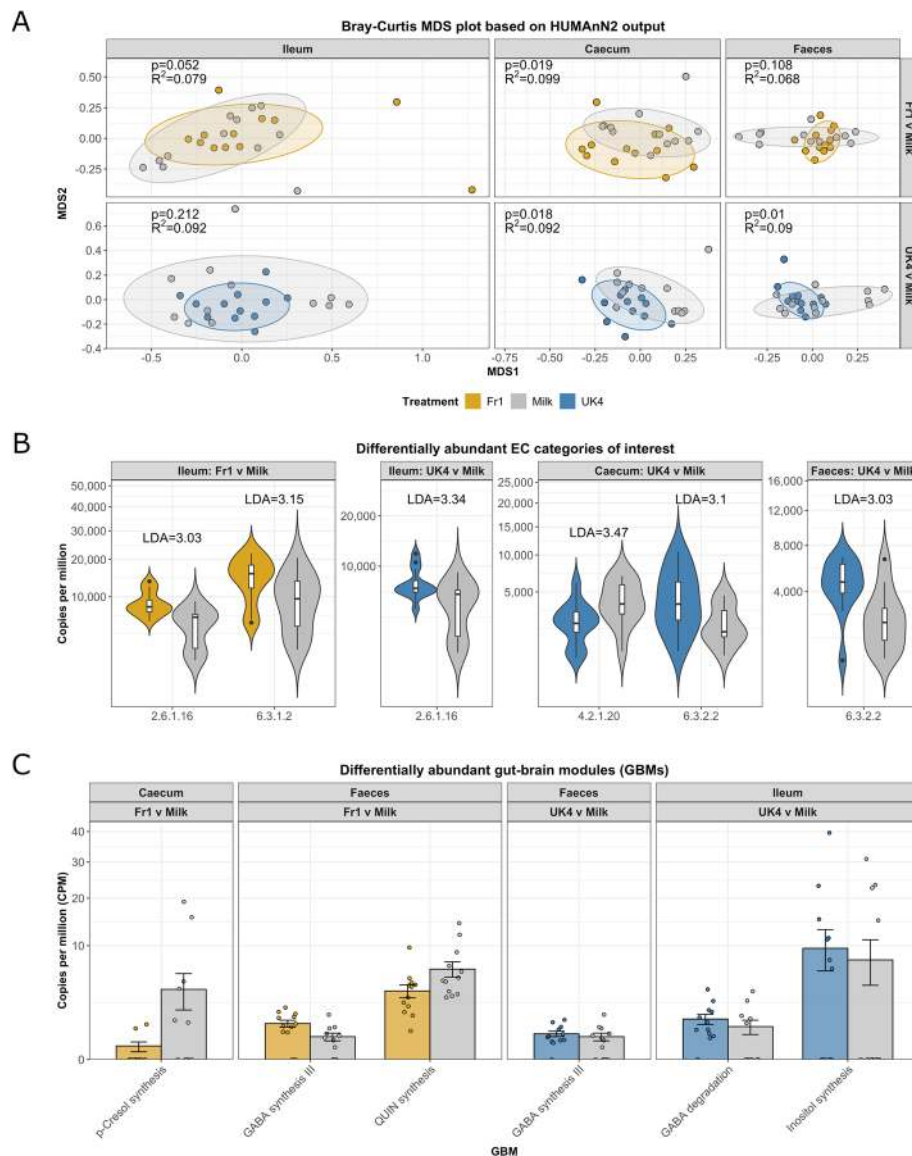 A
Bray-Curtis MDS plot based on HUMAnN2 output
Ileum
Caecum
Faeces
p=0.052
R²=0.079
p=0.019
R²=0.099
p=0.108
R²=0.068
0.50
0.25
0.00
-0.25
Fr1 v Milk
MDS2
p=0.212
R²=0.092
p=0.018
R²=0.092
p=0.01
R²=0.09
0.6
0.4
0.2
0.0
-0.2
-0.4
UK4 v Milk
-0.5 0.0 0.5 1.0
-0.75 -0.50 -0.25 0.00 0.25
-0.25 0.00 0.25
MDS1
Treatment Fr1 Milk UK4
B
Differentially abundant EC categories of interest
Ileum: Fr1 v Milk
Ileum: UK4 v Milk
Caecum: UK4 v Milk
Faeces: UK4 v Milk
Copies per million
50,000
30,000
20,000
10,000
LDA=3.03
LDA=3.15
2.6.1.16 6.3.1.2
20,000
10,000
LDA=3.34
2.6.1.16
25,000
20,000
15,000
10,000
5,000
LDA=3.47
LDA=3.1
4.2.1.20 6.3.2.2
16,000
8,000
4,000
LDA=3.03
6.3.2.2
C
Differentially abundant gut-brain modules (GBMs)
Caecum
Faeces
Faeces
Ileum
Fr1 v Milk
Fr1 v Milk
UK4 v Milk
UK4 v Milk
Copies per million (CPM)
40
30
20
10
0
p-Cresol synthesis
GABA synthesis III
QUIN synthesis
GABA synthesis III
GABA degradation
Inositol synthesis
GBM